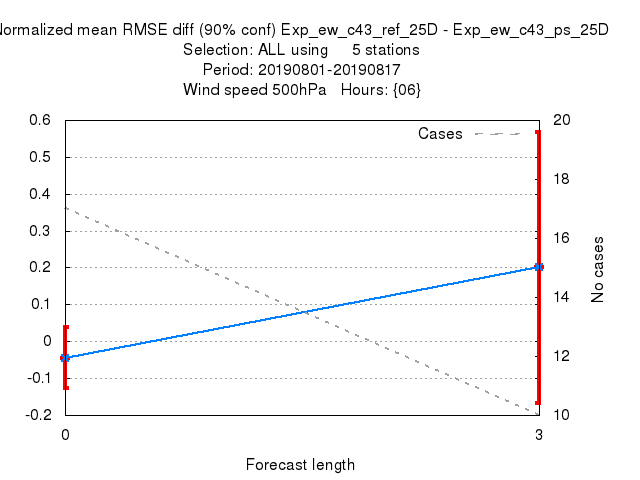 Normalized mean RMSE diff (90% conf) Exp_ew_c43_ref_25D - Exp_ew_c43_ps_25D
Selection: ALL using 5 stations
Period: 20190801-20190817
Wind speed 500hPa Hours: {06}
Cases
0.6
0.5
0.4
0.3
0.2
0.1
0
-0.1
-0.2
20
18
16
14
12
10
No cases
0 3
Forecast length